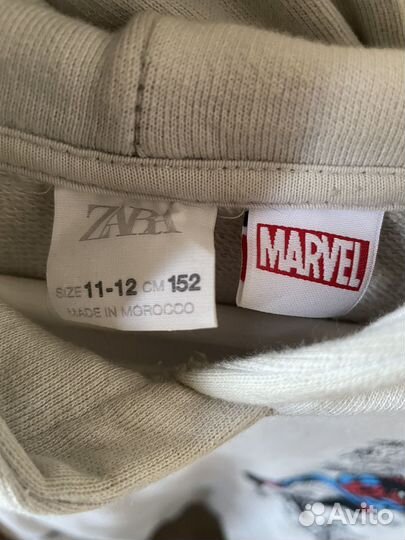 ZARA
SIZE 11-12 CM 152
MADE IN MOROCCO
MARVEL
Avito